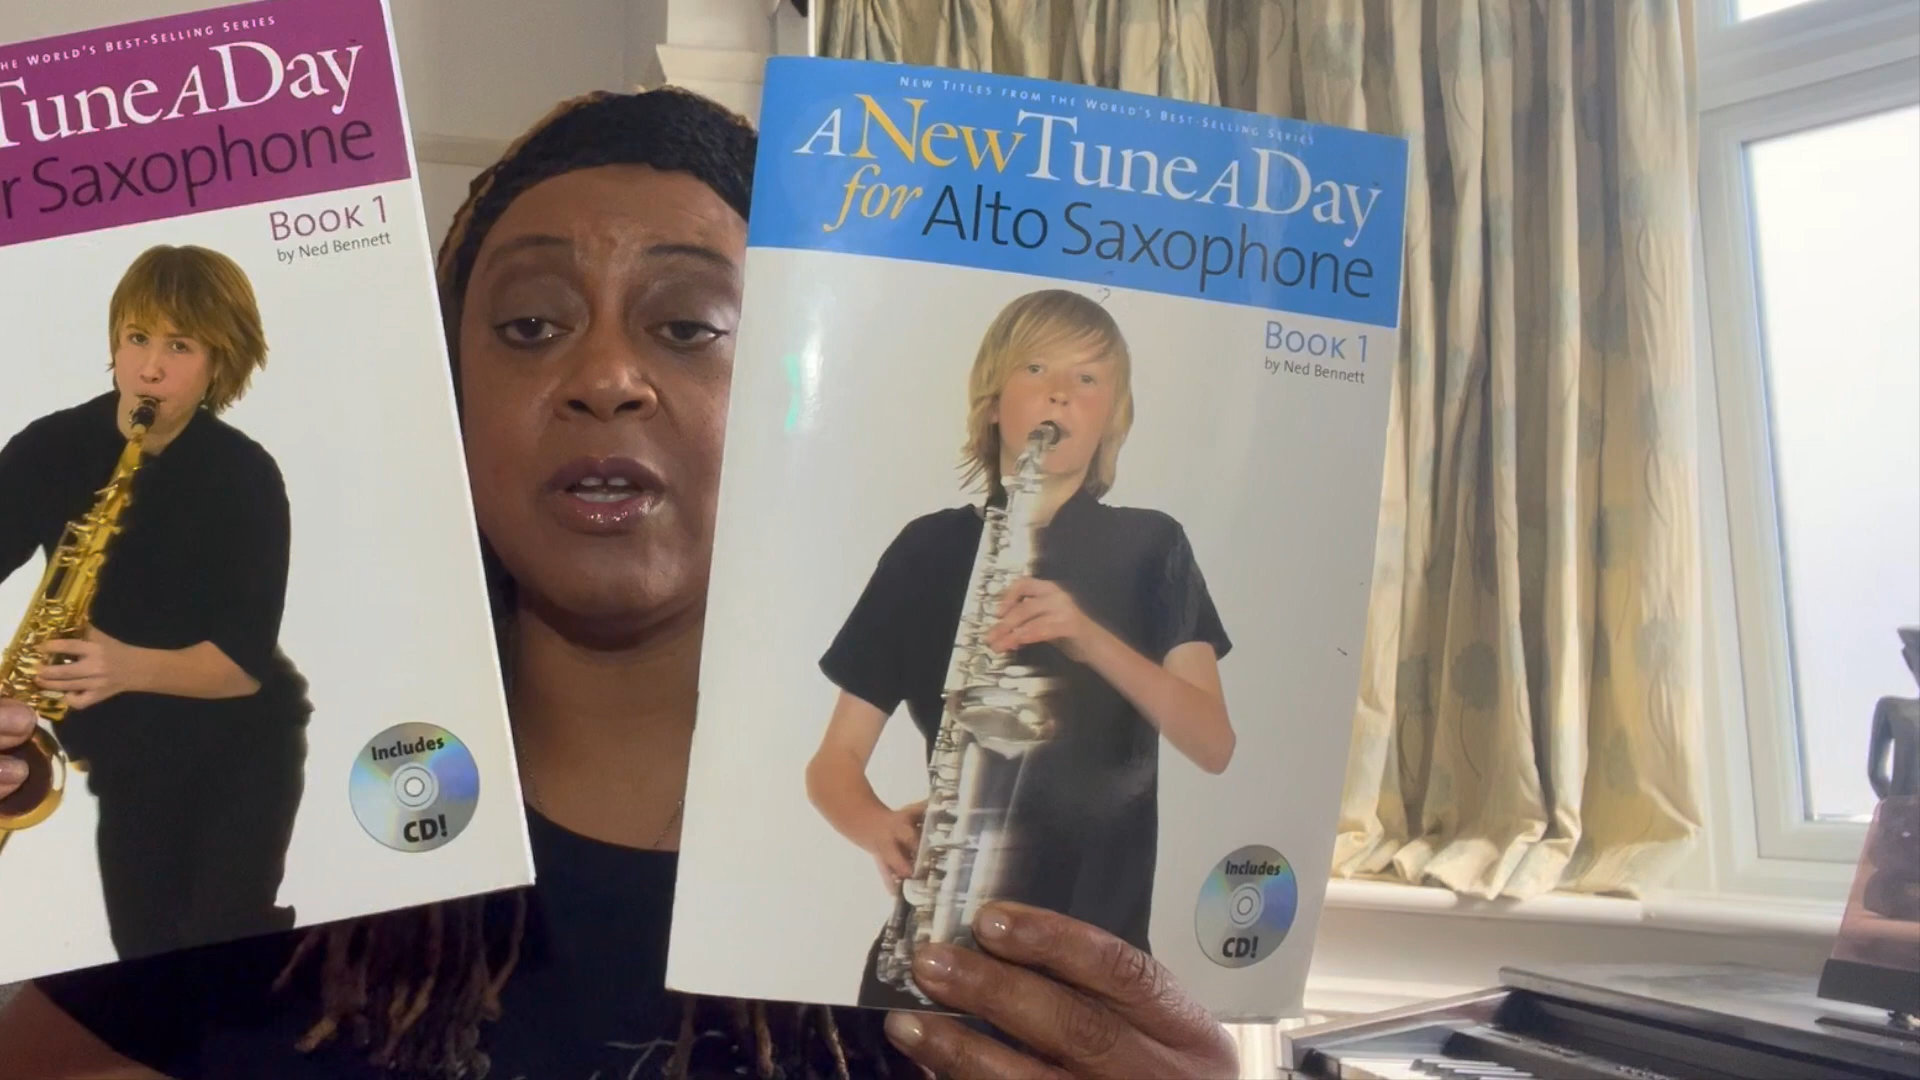 HE WORLD'S BEST-SELLING SERIES
TUNE A DAY
r Saxophone
BOOK 1
by Ned Bennett
Includes
CD!
NEW TITLES FROM THE WORLD'S BEST-SELLING SERIES
A NEW TUNE A DAY
for Alto Saxophone
BOOK 1
by Ned Bennett
Includes
CD!